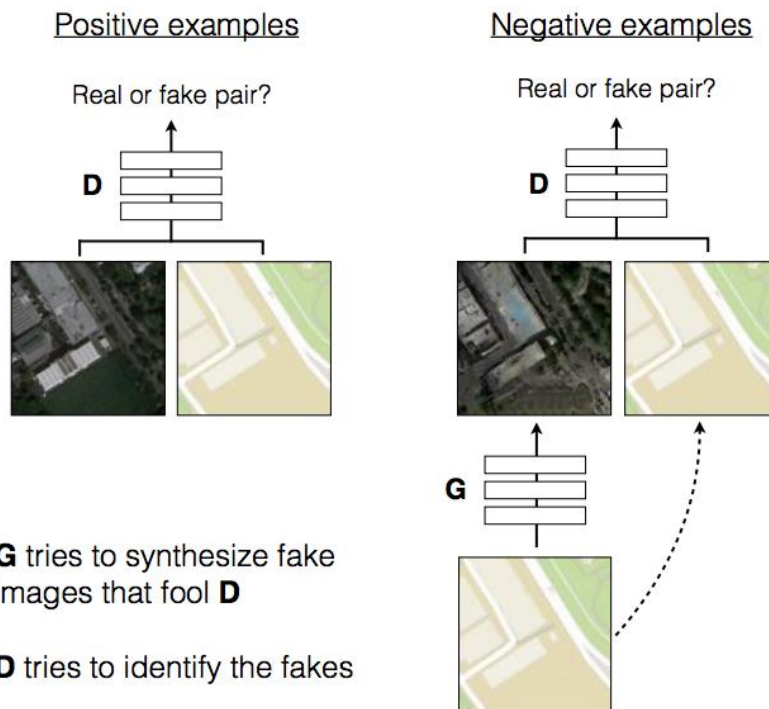 Positive examples
Real or fake pair?
D
Negative examples
Real or fake pair?
D
G
G tries to synthesize fake
images that fool D
D tries to identify the fakes